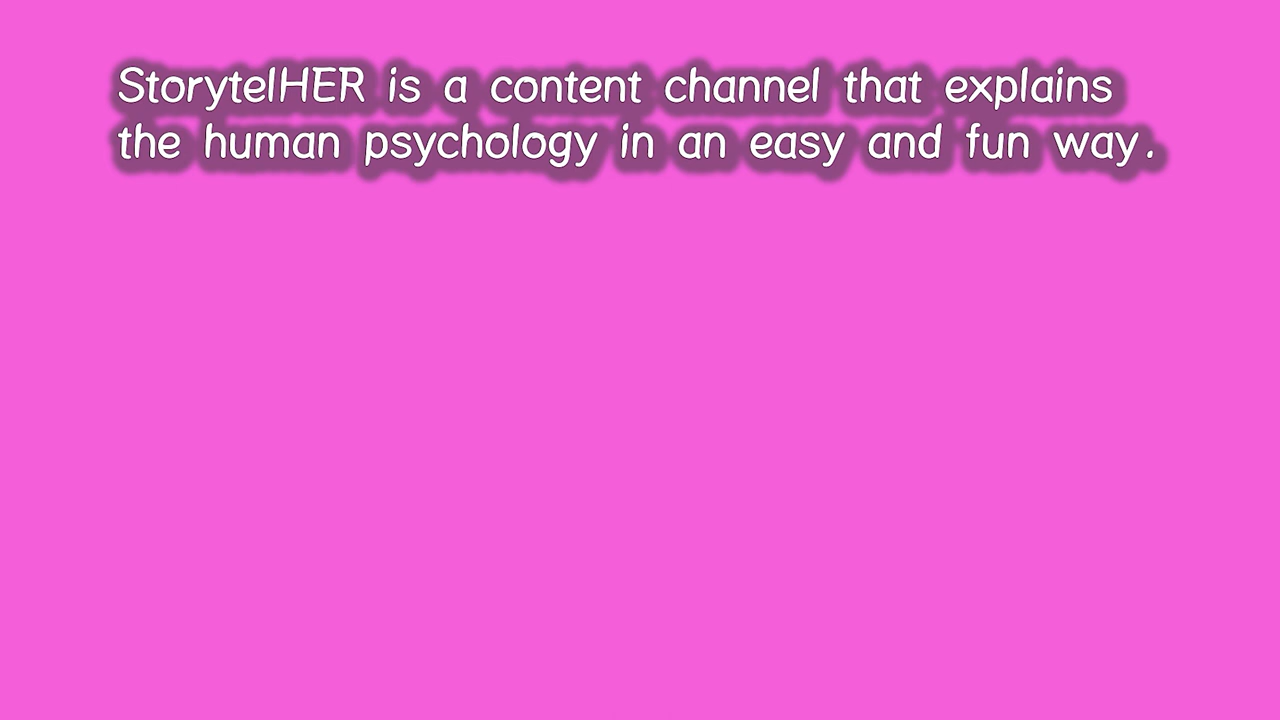 StorytelHER is a content channel that explains
the human psychology in an easy and fun way.